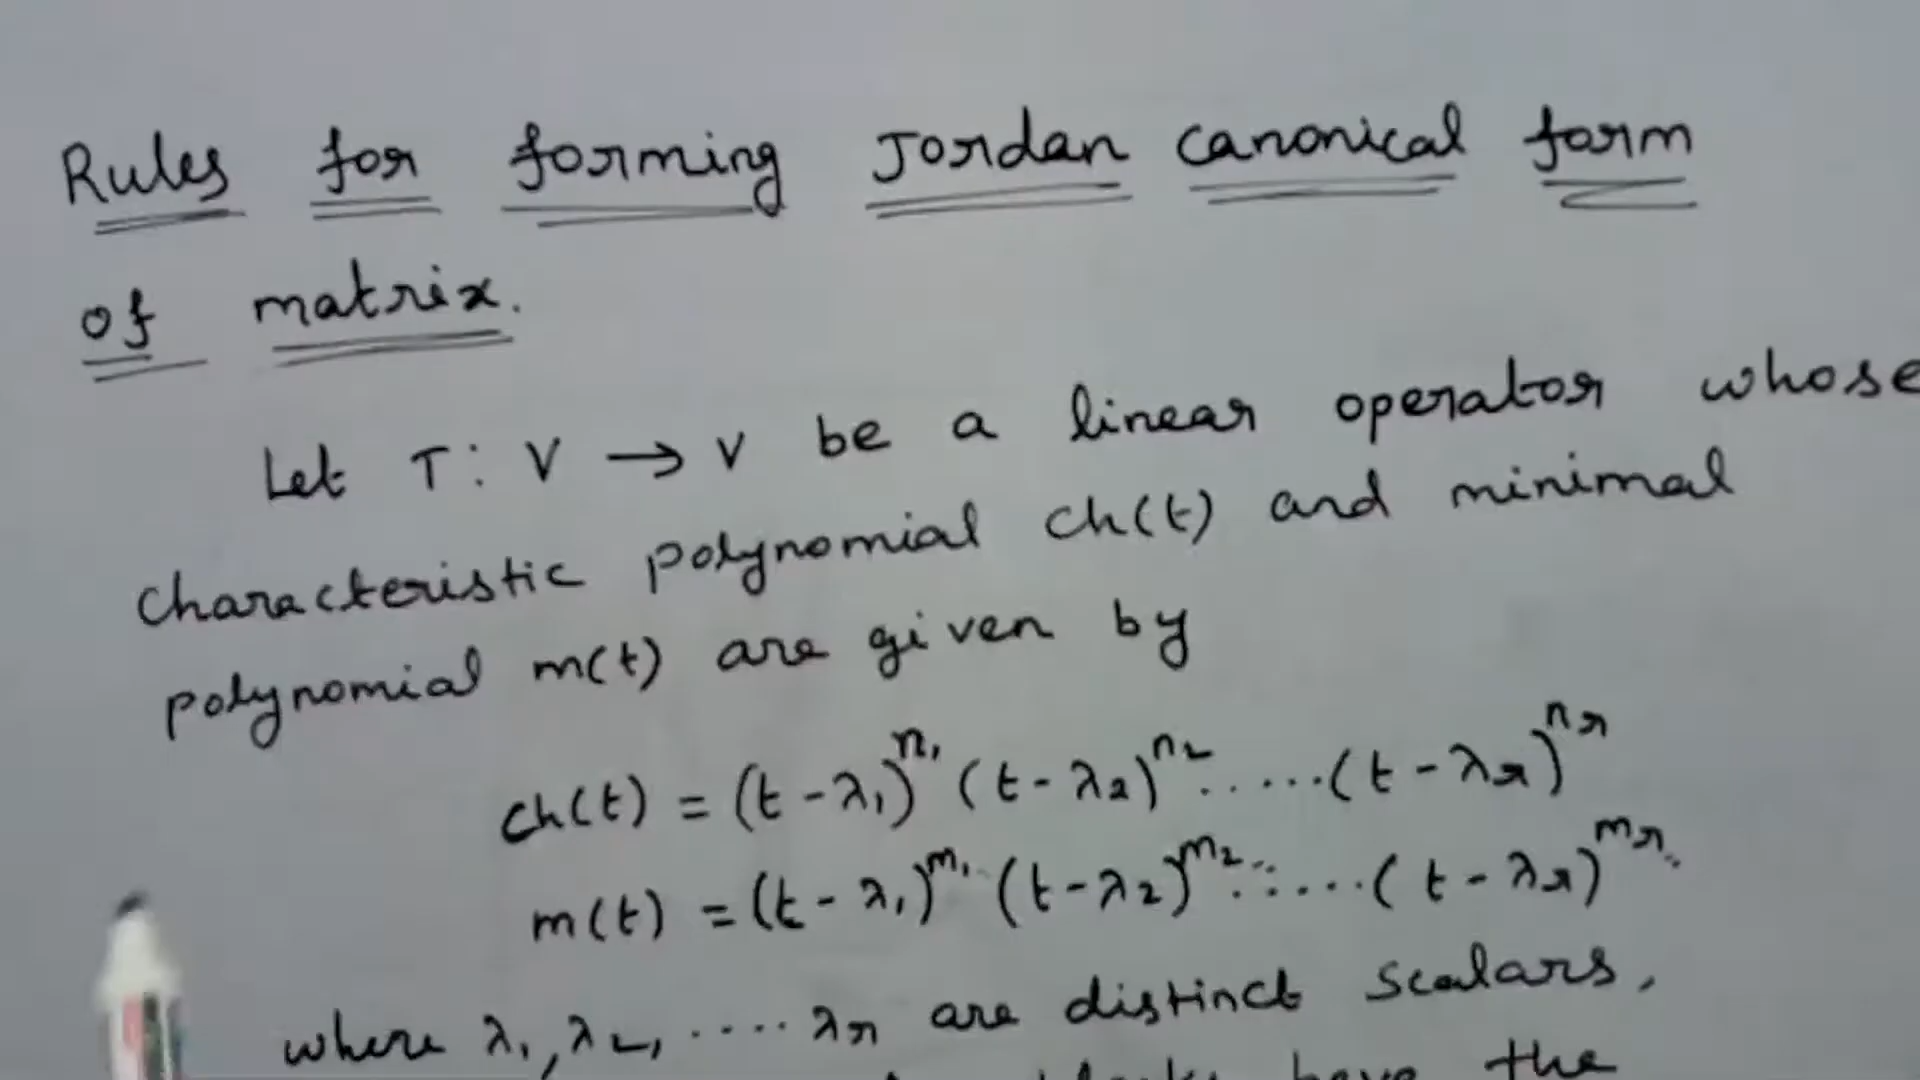 Rules for forming Jordan canonical form
of matrix.
Let T: V → V be a linear operator whose
characteristic polynomial ch(t) and minimal
polynomial m(t) are given by
ch(t) = (t-λ₁)^n₁ (t-λ₂)^n₂ ......(t-λr)^nr
m(t) = (t-λ₁)^m₁ (t-λ₂)^m₂ ......(t-λr)^mr.
where λ₁, λ₂, .... λr are distinct scalars,
have the